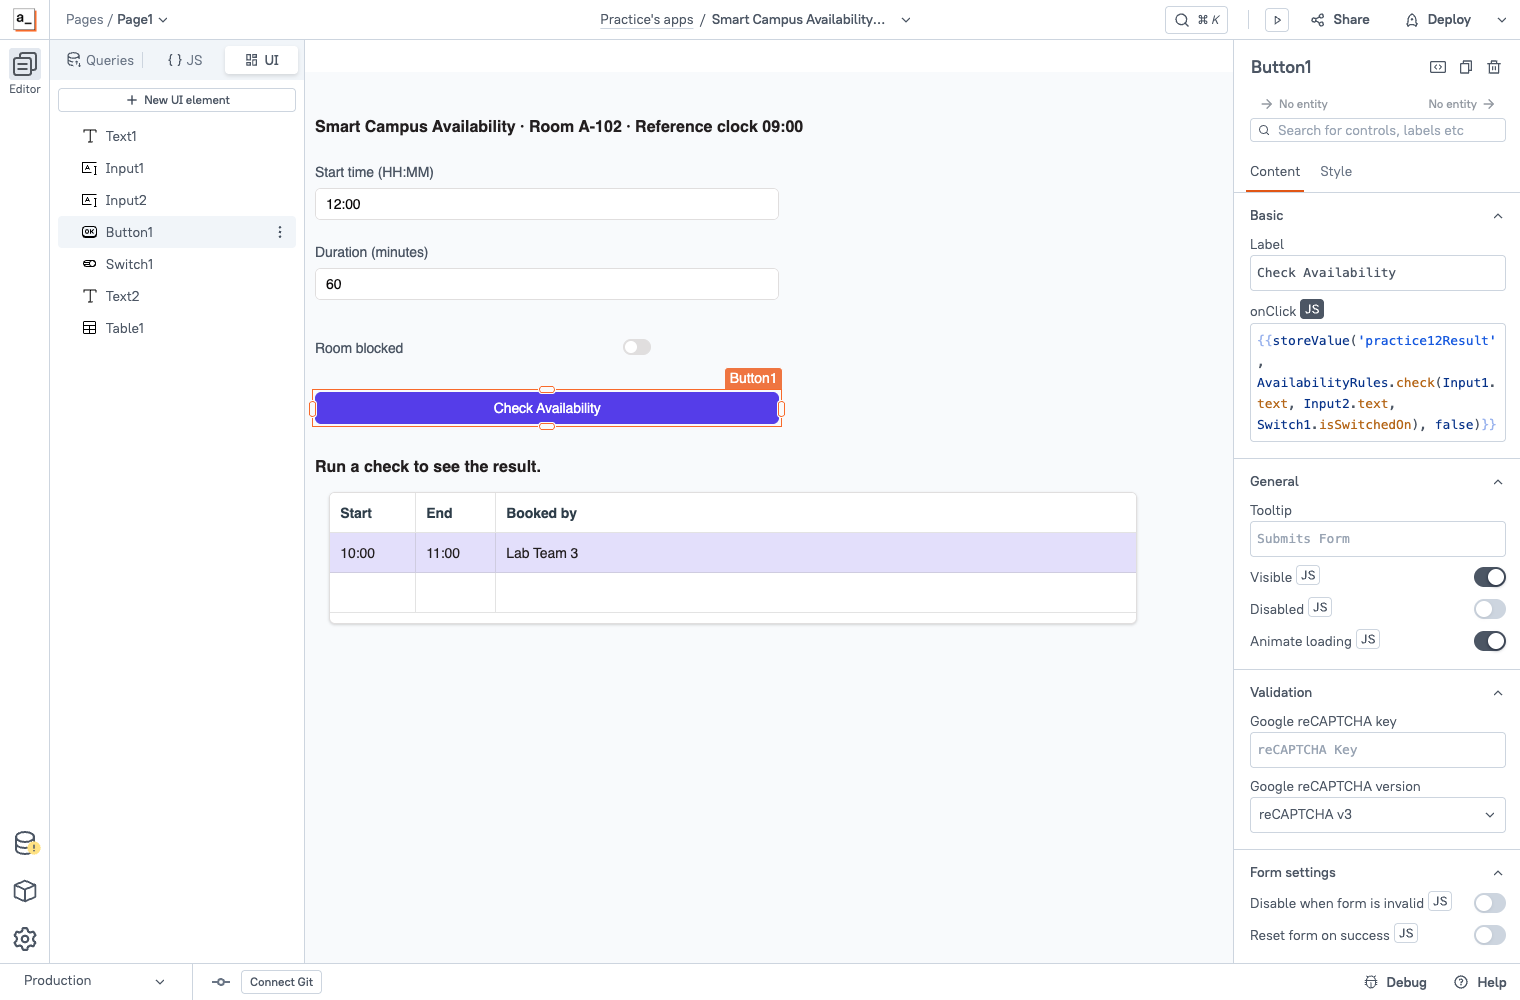 a_
Pages / Page1
Practice's apps / Smart Campus Availability...
⌘ K
Share
Deploy
Editor
Queries
{ } JS
UI
+ New UI element
Text1
Input1
Input2
Button1
Switch1
Text2
Table1
Smart Campus Availability · Room A-102 · Reference clock 09:00
Start time (HH:MM)
12:00
Duration (minutes)
60
Room blocked
Button1
Check Availability
Run a check to see the result.
Start End Booked by
10:00 11:00 Lab Team 3
Button1
No entity No entity
Search for controls, labels etc
Content Style
Basic
Label
Check Availability
onClick JS
{{storeValue('practice12Result'
,
AvailabilityRules.check(Input1.
text, Input2.text,
Switch1.isSwitchedOn), false)}}
General
Tooltip
Submits Form
Visible JS
Disabled JS
Animate loading JS
Validation
Google reCAPTCHA key
reCAPTCHA Key
Google reCAPTCHA version
reCAPTCHA v3
Form settings
Disable when form is invalid JS
Reset form on success JS
Production
Connect Git
Debug
Help